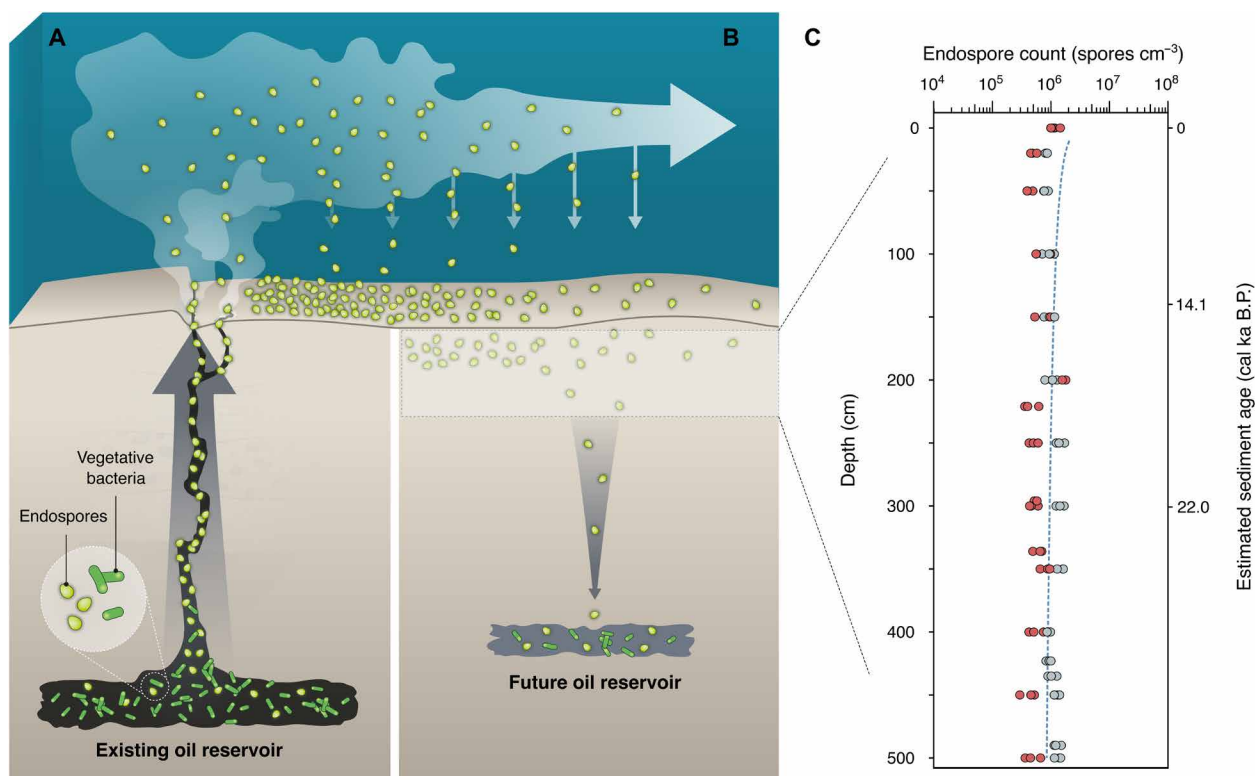 A
B
C
Endospore count (spores cm⁻³)
10⁴ 10⁵ 10⁶ 10⁷ 10⁸
0
100
200
300
400
500
Depth (cm)
0
14.1
22.0
Estimated sediment age (cal ka B.P.)
Vegetative
bacteria
Endospores
Existing oil reservoir
Future oil reservoir